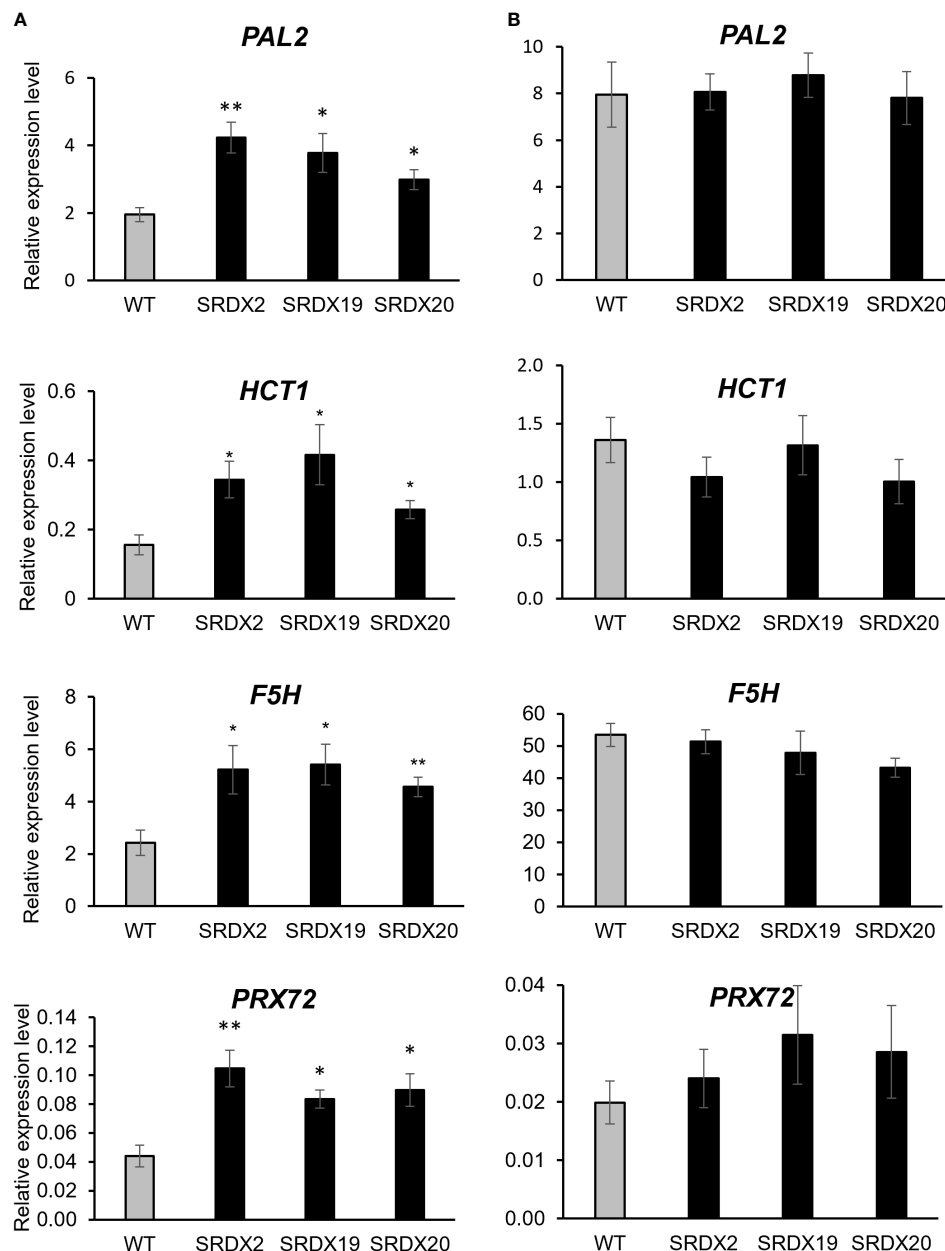 A
PAL2
Relative expression level
6
4
2
0
**
*
*
WT SRDX2 SRDX19 SRDX20
HCT1
Relative expression level
0.6
0.4
0.2
0
*
*
*
WT SRDX2 SRDX19 SRDX20
F5H
Relative expression level
8
6
4
2
0
*
*
**
WT SRDX2 SRDX19 SRDX20
PRX72
Relative expression level
0.14
0.12
0.10
0.08
0.06
0.04
0.02
0.00
**
*
*
WT SRDX2 SRDX19 SRDX20
B
PAL2
10
8
6
4
2
0
WT SRDX2 SRDX19 SRDX20
HCT1
2.0
1.5
1.0
0.5
0.0
WT SRDX2 SRDX19 SRDX20
F5H
60
50
40
30
20
10
0
WT SRDX2 SRDX19 SRDX20
PRX72
0.04
0.03
0.02
0.01
0.00
WT SRDX2 SRDX19 SRDX20